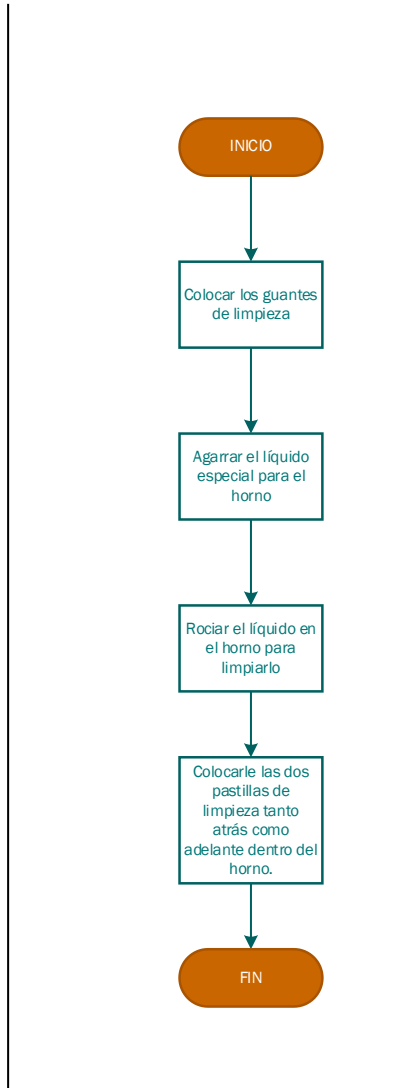 INICIO
Colocar los guantes
de limpieza
Agarrar el líquido
especial para el
horno
Rociar el líquido en
el horno para
limpiarlo
Colocarle las dos
pastillas de
limpieza tanto
atrás como
adelante dentro del
horno.
FIN